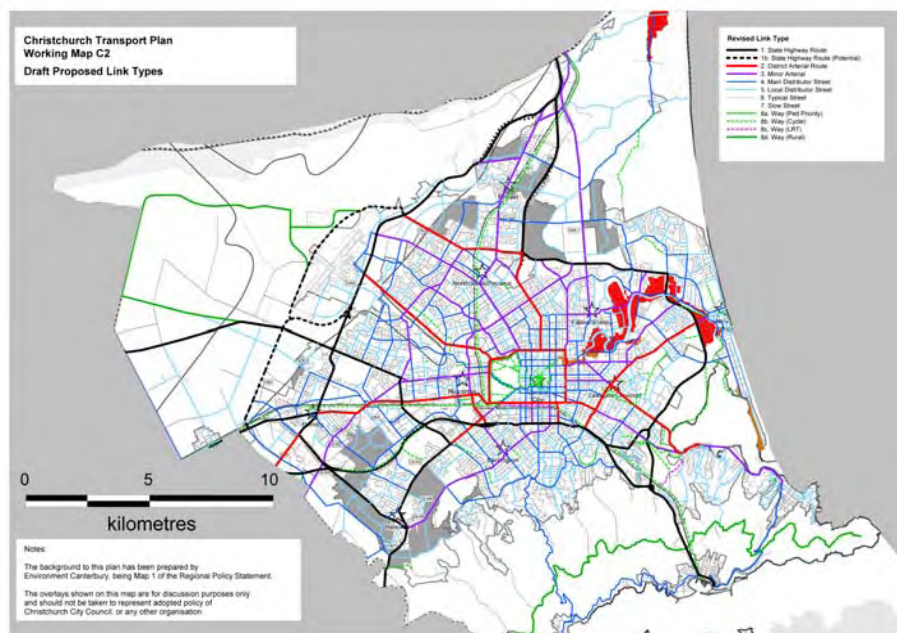 Christchurch Transport Plan
Working Map C2
Draft Proposed Link Types
Revised Link Type
1. State Highway Route
1b. State Highway Route (Potential)
2. District Arterial Route
3. Minor Arterial
4. Main Distributor Street
5. Local Distributor Street
6. Typical Street
7. Slow Street
8a. Way (Ped Priority)
8b. Way (Cycle)
8c. Way (LRT)
8d. Way (Rural)
City
0 5 10
kilometres
Notes:
The background to this plan has been prepared by
Environment Canterbury, being Map 1 of the Regional Policy Statement.
The overlays shown on this map are for discussion purposes only
and should not be taken to represent adopted policy of
Christchurch City Council, or any other organisation.